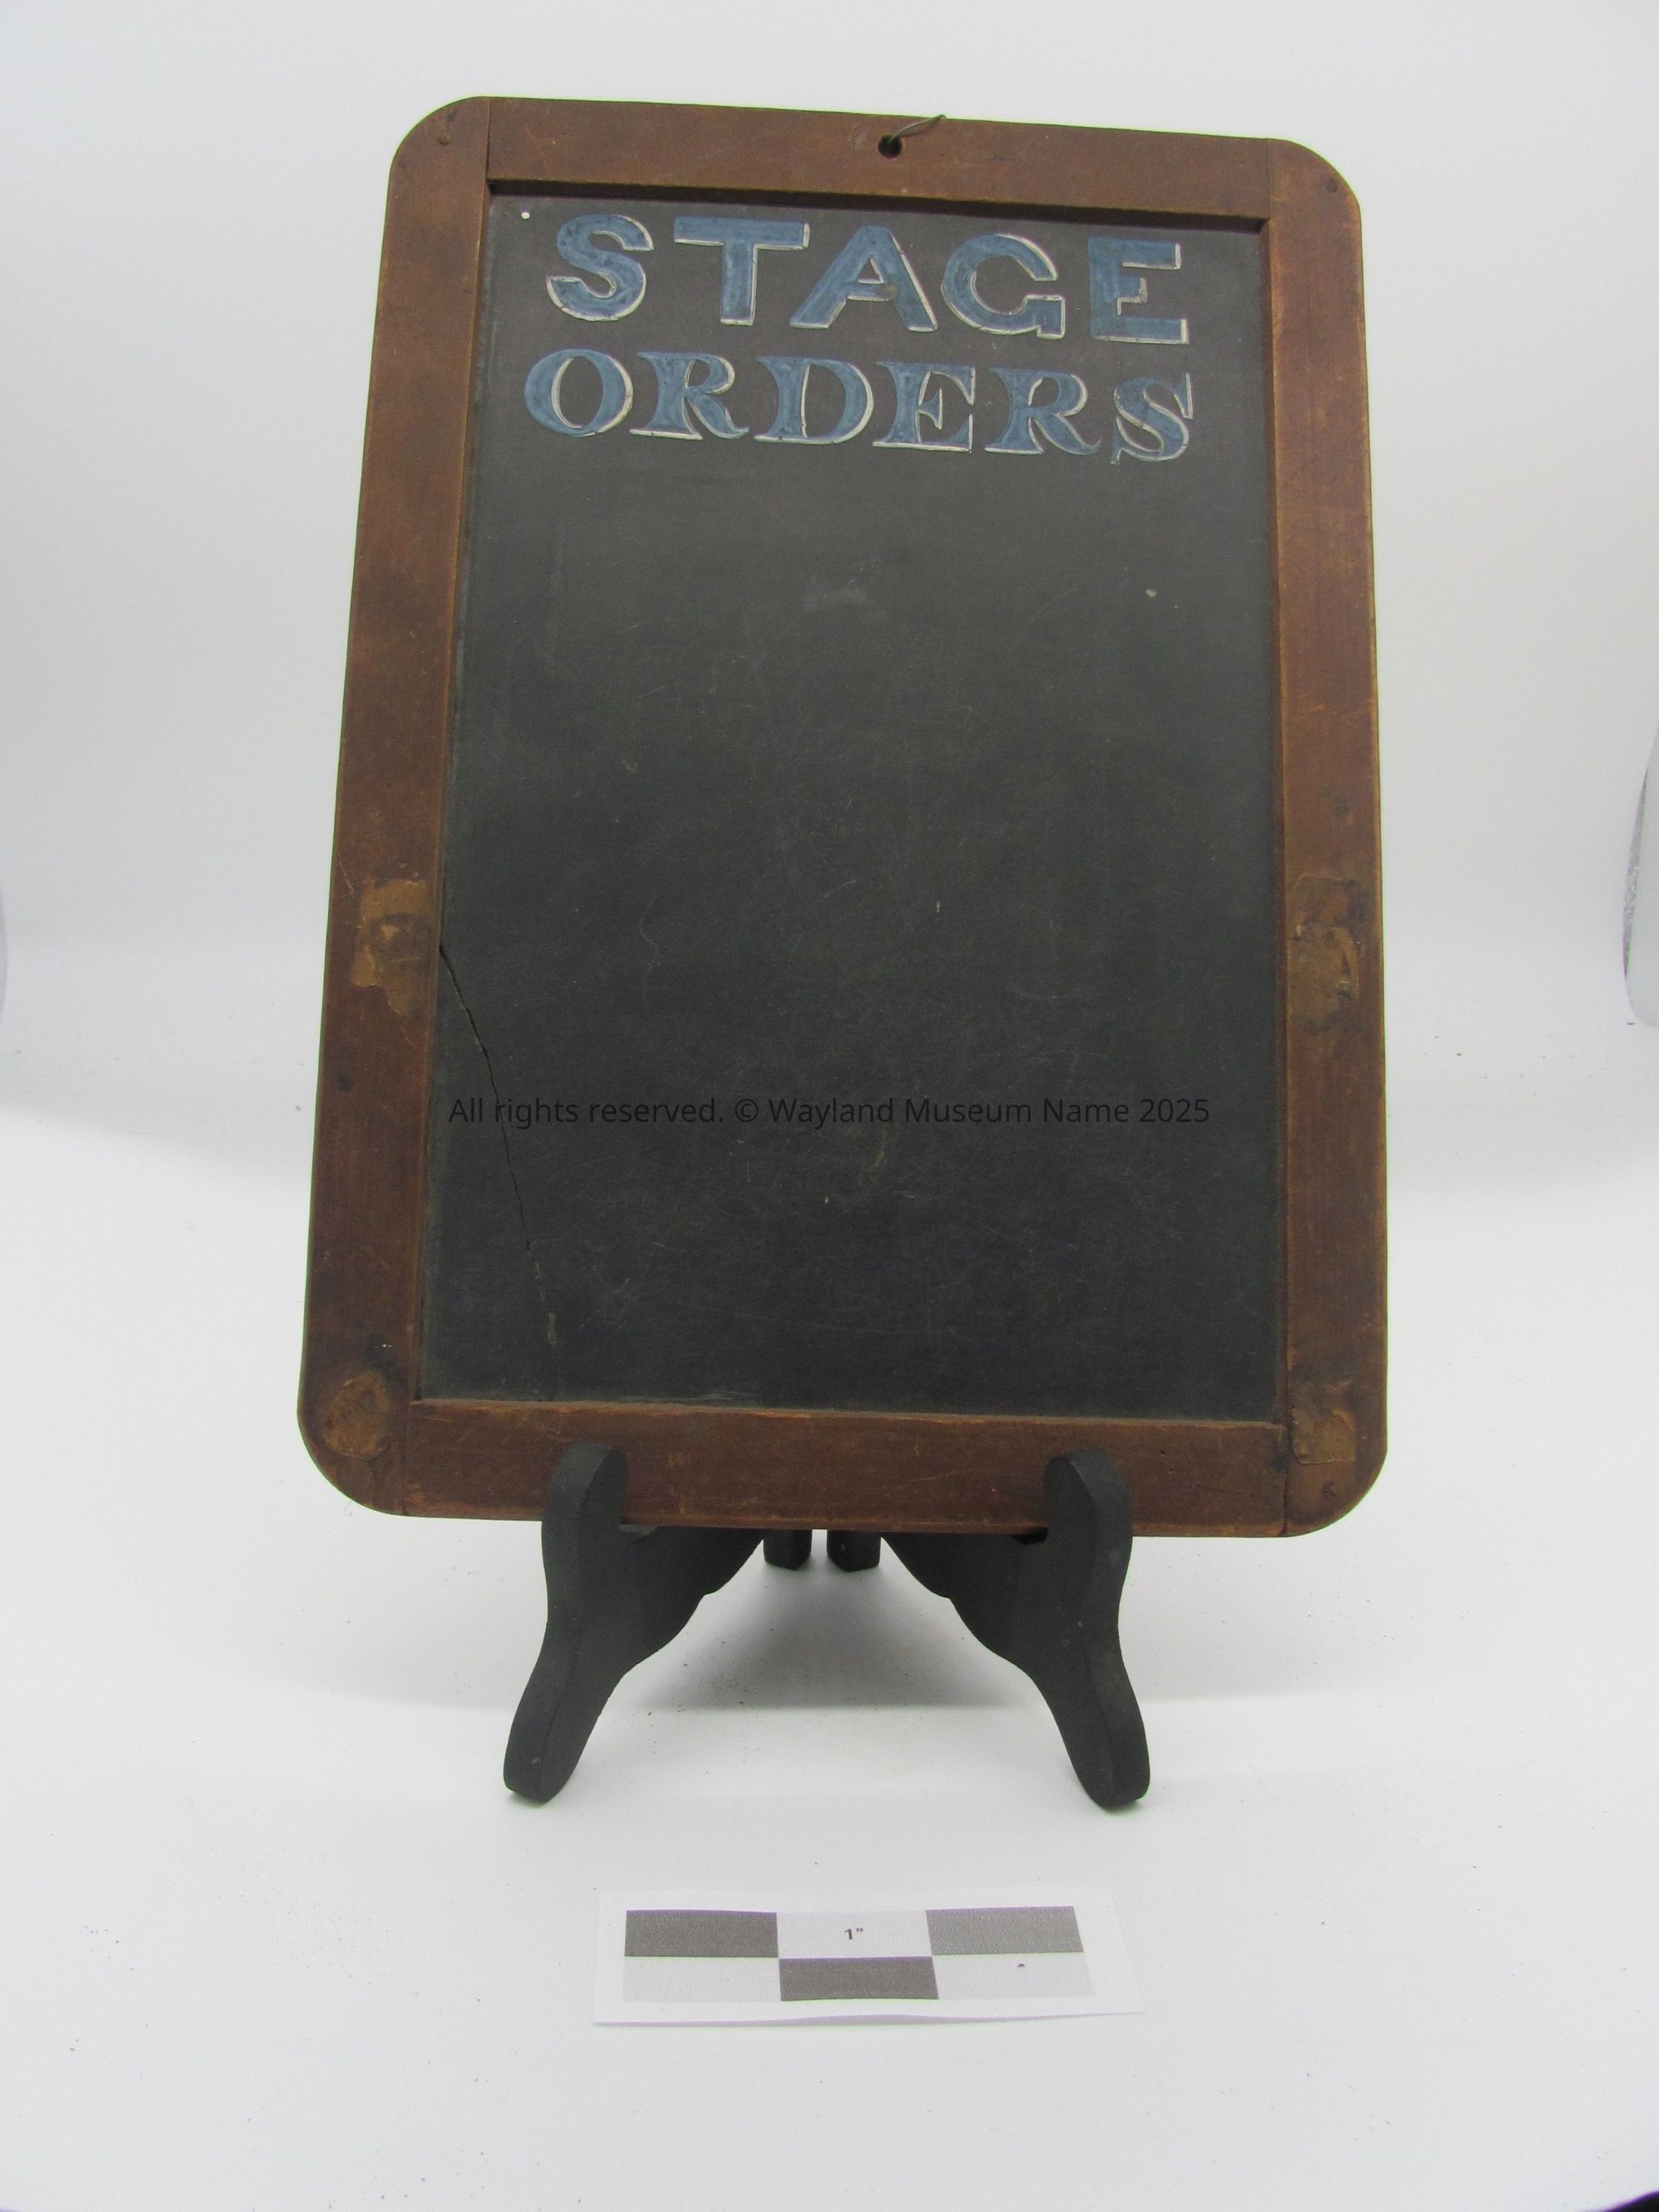 STAGE
ORDERS
All rights reserved. © Wayland Museum Name 2025
1"